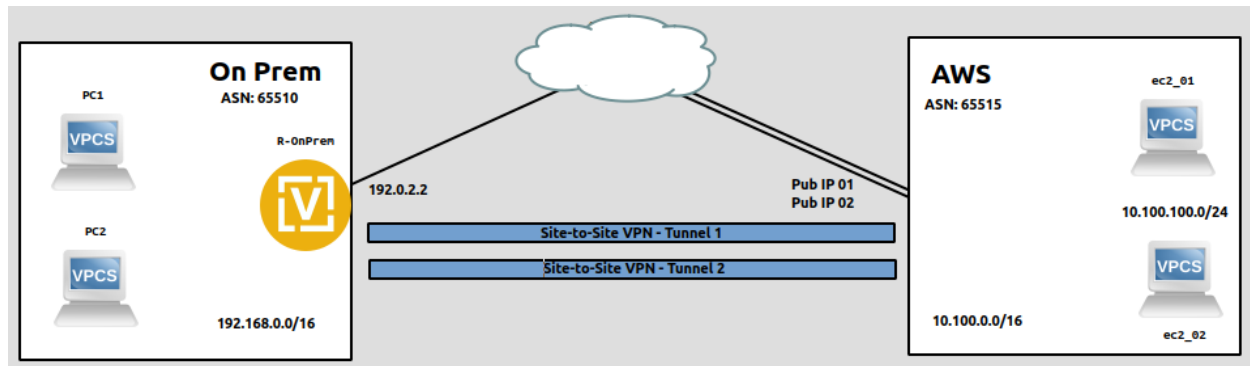 On Prem
ASN: 65510
PC1
VPCS
R-OnPrem
V
192.0.2.2
PC2
VPCS
192.168.0.0/16
Pub IP 01
Pub IP 02
Site-to-Site VPN - Tunnel 1
Site-to-Site VPN - Tunnel 2
AWS
ASN: 65515
ec2_01
VPCS
10.100.100.0/24
VPCS
10.100.0.0/16
ec2_02